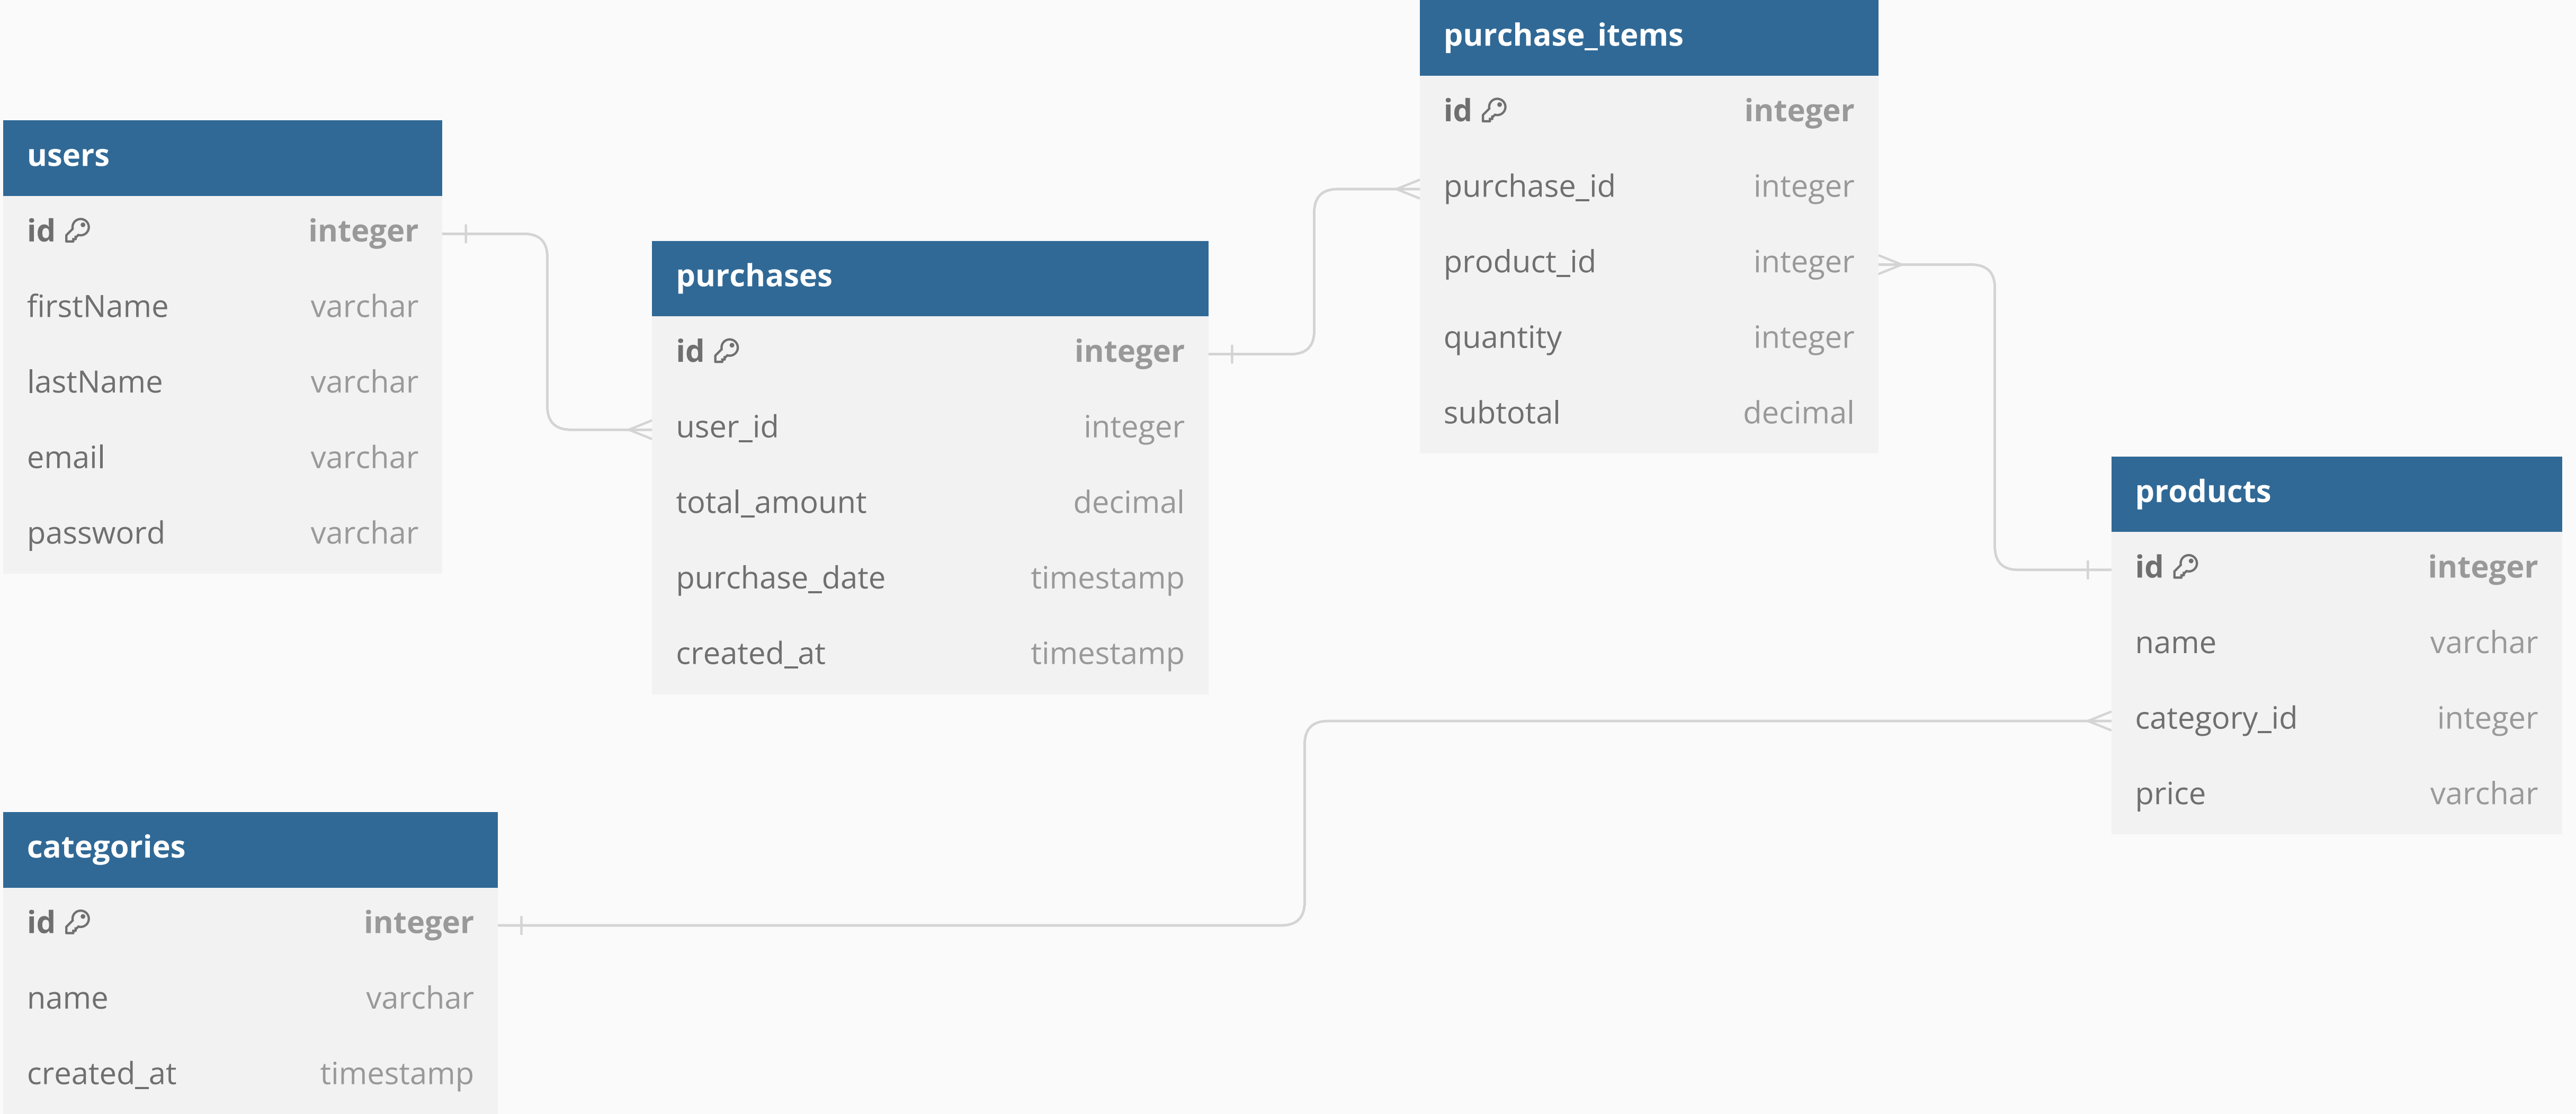 users
id integer
firstName varchar
lastName varchar
email varchar
password varchar
purchases
id integer
user_id integer
total_amount decimal
purchase_date timestamp
created_at timestamp
purchase_items
id integer
purchase_id integer
product_id integer
quantity integer
subtotal decimal
products
id integer
name varchar
category_id integer
price varchar
categories
id integer
name varchar
created_at timestamp